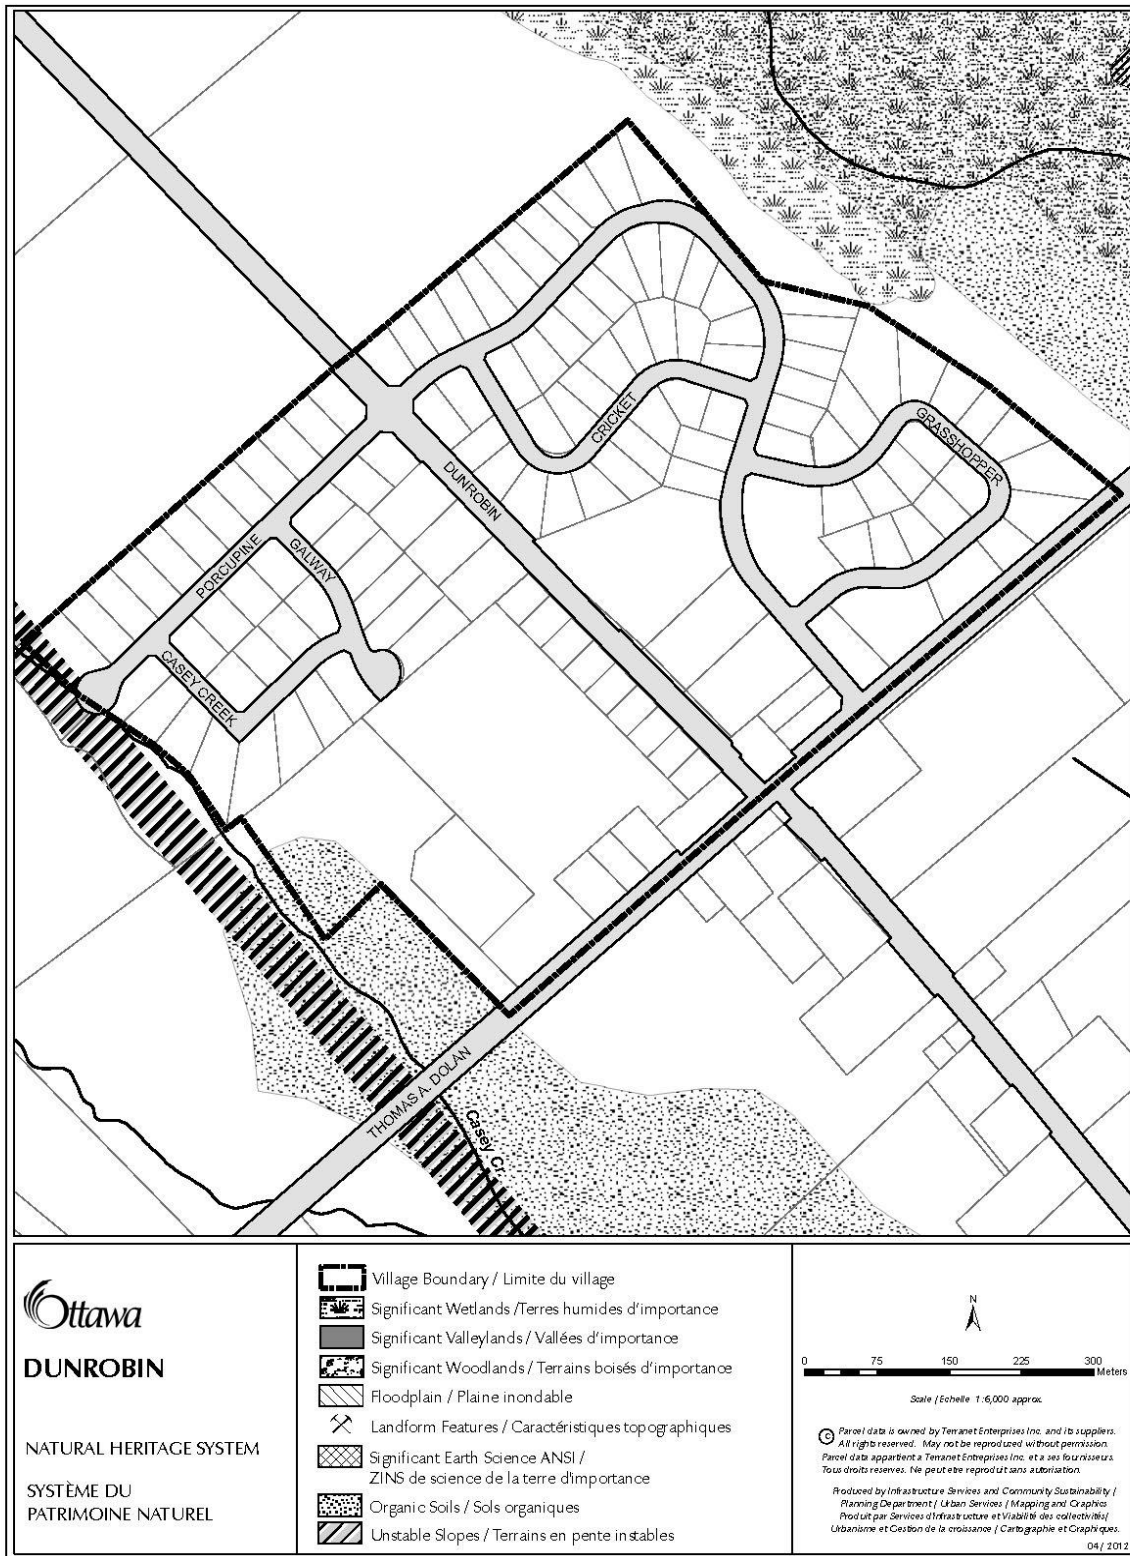 CRICKET
GRASSHOPPER
DUNROBIN
PORCUPINE
GALWAY
CASEY CREEK
THOMAS A. DOLAN
Casey Cr.
Ottawa
DUNROBIN
NATURAL HERITAGE SYSTEM
SYSTÈME DU
PATRIMOINE NATUREL
Village Boundary / Limite du village
Significant Wetlands /Terres humides d'importance
Significant Valleylands / Vallées d'importance
Significant Woodlands / Terrains boisés d'importance
Floodplain / Plaine inondable
Landform Features / Caractéristiques topographiques
Significant Earth Science ANSI /
ZINS de science de la terre d'importance
Organic Soils / Sols organiques
Unstable Slopes / Terrains en pente instables
N
0 75 150 225 300
Meters
Scale / Echelle 1:6,000 approx.
© Parcel data is owned by Terranet Enterprises Inc. and its suppliers.
All rights reserved. May not be reproduced without permission.
Parcel data appartient a Teranet Entreprises Inc. et a ses fournisseurs.
Tous droits reserves. Ne peut etre reproduit sans autorisation.
Produced by Infrastructure Services and Community Sustainability /
Planning Department / Urban Services / Mapping and Graphics
Produit par Services d'Infrastructure et Viabilité des collectivités/
Urbanisme et Gestion de la croissance / Cartographie et Graphiques.
04/ 2012